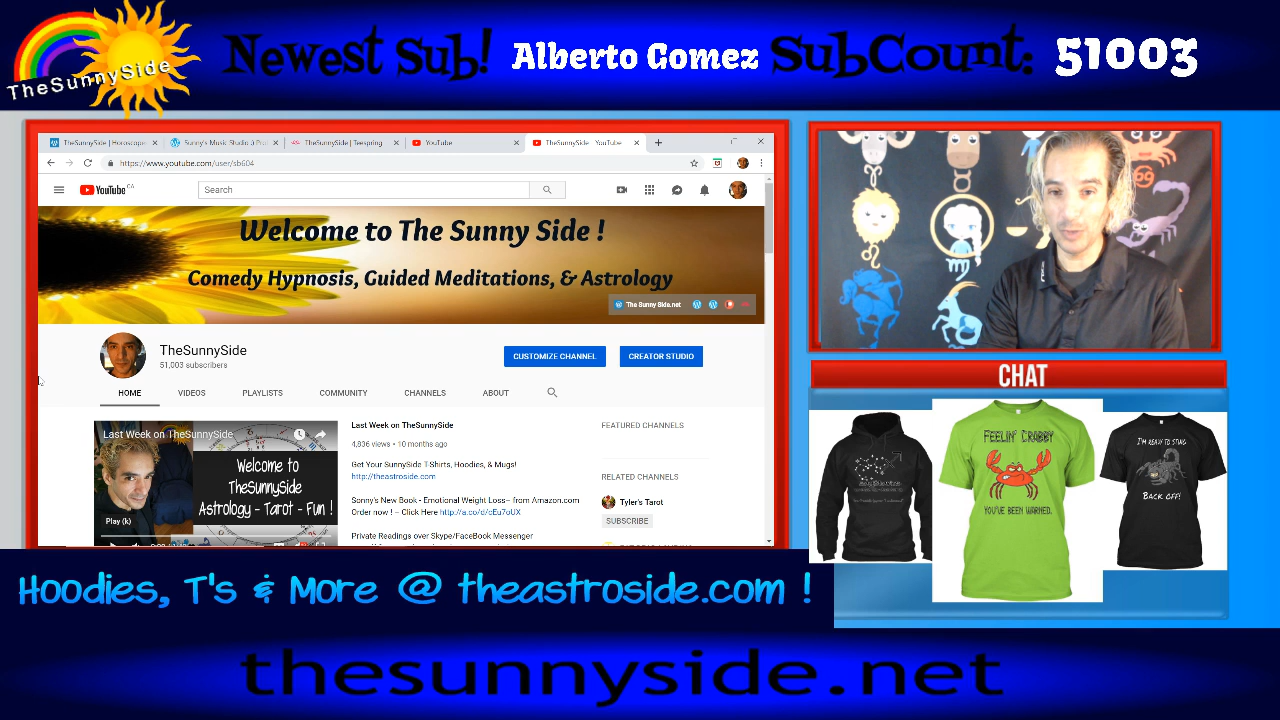 TheSunnySide
Newest Sub!
Alberto Gomez
SubCount:
51003
TheSunnySide | Horoscope
Sunny's Music Studio
TheSunnySide | Teespring
YouTube
TheSunnySide YouTube
https://www.youtube.com/user/sb604
YouTube CA
Search
Welcome to The Sunny Side !
Comedy Hypnosis, Guided Meditations, & Astrology
The Sunny Side.net
TheSunnySide
51,003 subscribers
CUSTOMIZE CHANNEL
CREATOR STUDIO
HOME
VIDEOS
PLAYLISTS
COMMUNITY
CHANNELS
ABOUT
Last Week on TheSunnySide
Welcome to
TheSunnySide
Astrology - Tarot - Fun !
Play (k)
Last Week on TheSunnySide
4,836 views • 10 months ago
Get Your SunnySide T-Shirts, Hoodies, & Mugs!
http://theastroside.com
Sunny's New Book - Emotional Weight Loss-- from Amazon.com
Order now ! - Click Here http://a.co/d/cEu7oUX
Private Readings over Skype/FaceBook Messenger
FEATURED CHANNELS
RELATED CHANNELS
Tyler's Tarot
SUBSCRIBE
CHAT
FEELIN' CRABBY
YOU'VE BEEN WARNED.
I'M READY TO STING.
BACK OFF!
Hoodies, T's & More @ theastroside.com !
thesunnyside.net